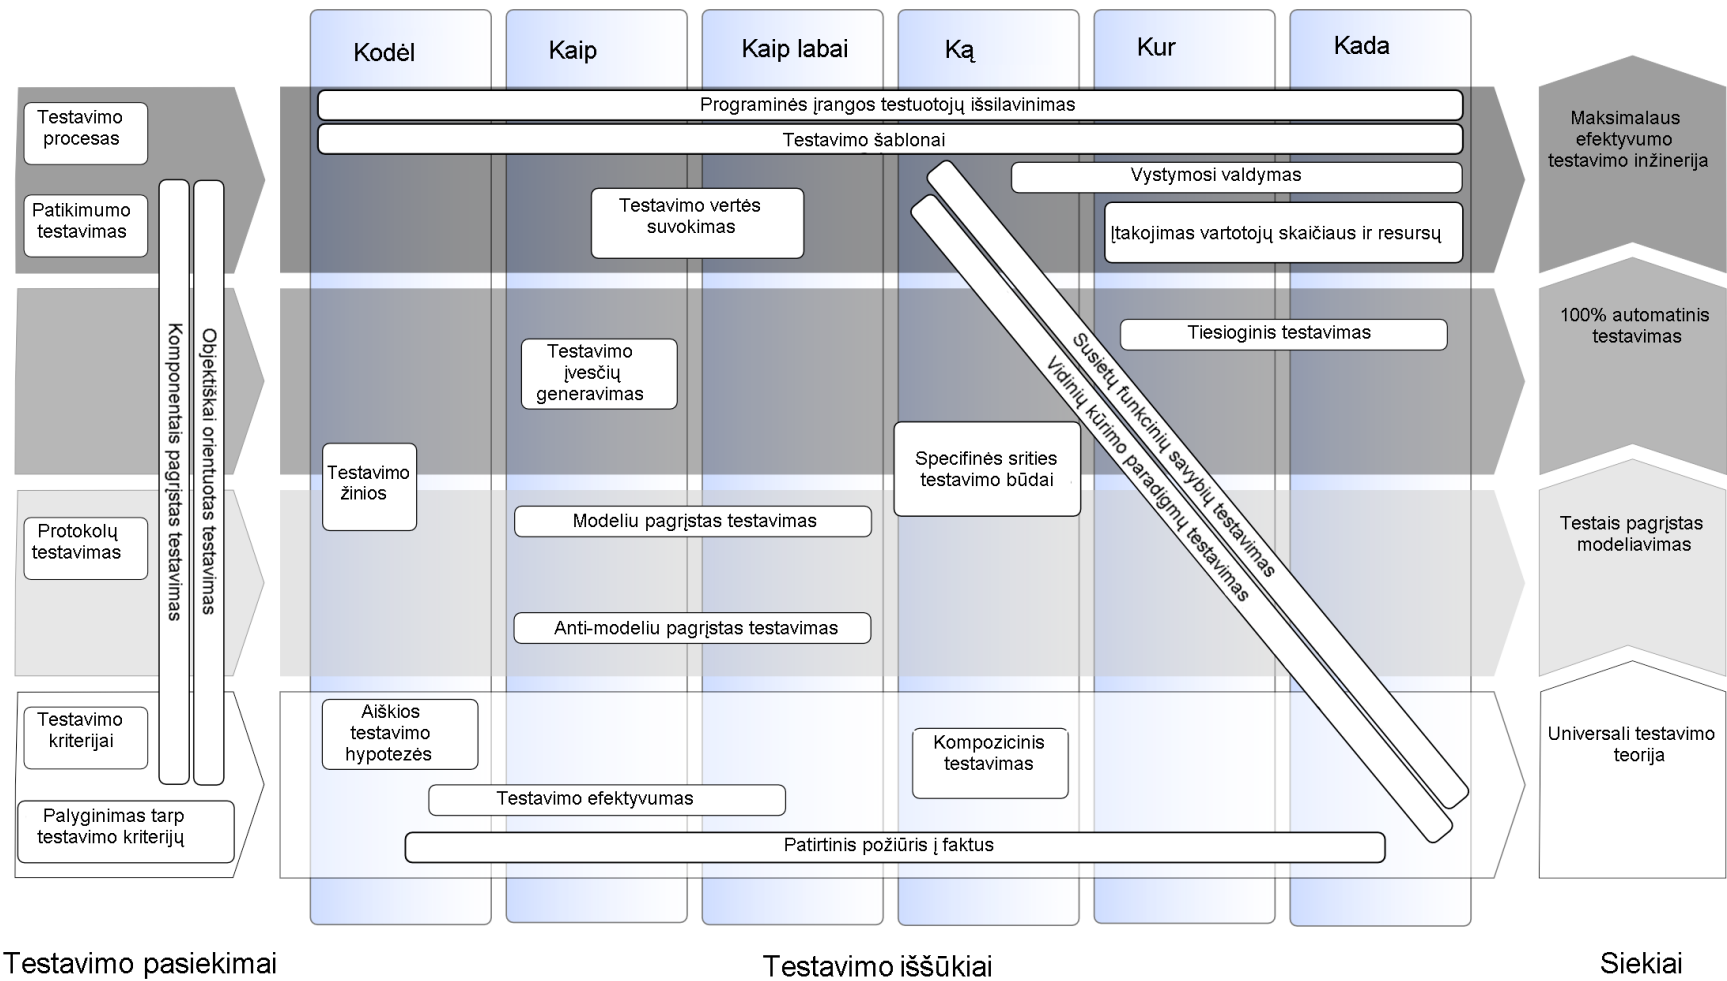 Kodėl
Kaip
Kaip labai
Ką
Kur
Kada
Testavimo
procesas
Patikimumo
testavimas
Komponentais pagrįstas testavimas
Objektiškai orientuotas testavimas
Protokolų
testavimas
Testavimo
kriterijai
Palyginimas tarp
testavimo kriterijų
Programinės įrangos testuotojų išsilavinimas
Testavimo šablonai
Vystymosi valdymas
Testavimo vertės
suvokimas
Įtakojimas vartotojų skaičiaus ir resursų
Susietų funkcinių savybių testavimas
Vidinių kūrimo paradigmų testavimas
Tiesioginis testavimas
Testavimo
įvesčių
generavimas
Testavimo
žinios
Specifinės srities
testavimo būdai
Modeliu pagrįstas testavimas
Anti-modeliu pagrįstas testavimas
Aiškios
testavimo
hypotezės
Kompozicinis
testavimas
Testavimo efektyvumas
Patirtinis požiūris į faktus
Maksimalaus
efektyvumo
testavimo inžinerija
100% automatinis
testavimas
Testais pagrįstas
modeliavimas
Universali testavimo
teorija
Testavimo pasiekimai
Testavimo iššūkiai
Siekiai